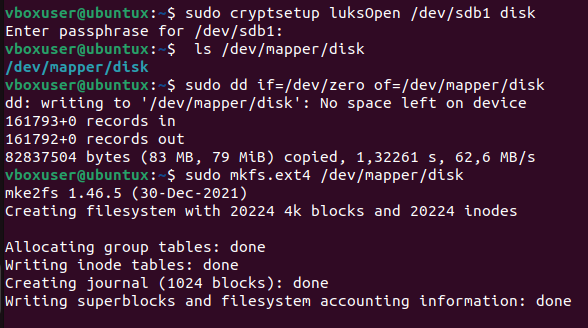 vboxuser@ubuntux:~$ sudo cryptsetup luksOpen /dev/sdb1 disk
Enter passphrase for /dev/sdb1:
vboxuser@ubuntux:~$  ls /dev/mapper/disk
/dev/mapper/disk
vboxuser@ubuntux:~$ sudo dd if=/dev/zero of=/dev/mapper/disk
dd: writing to '/dev/mapper/disk': No space left on device
161793+0 records in
161792+0 records out
82837504 bytes (83 MB, 79 MiB) copied, 1,32261 s, 62,6 MB/s
vboxuser@ubuntux:~$ sudo mkfs.ext4 /dev/mapper/disk
mke2fs 1.46.5 (30-Dec-2021)
Creating filesystem with 20224 4k blocks and 20224 inodes
Allocating group tables: done
Writing inode tables: done
Creating journal (1024 blocks): done
Writing superblocks and filesystem accounting information: done